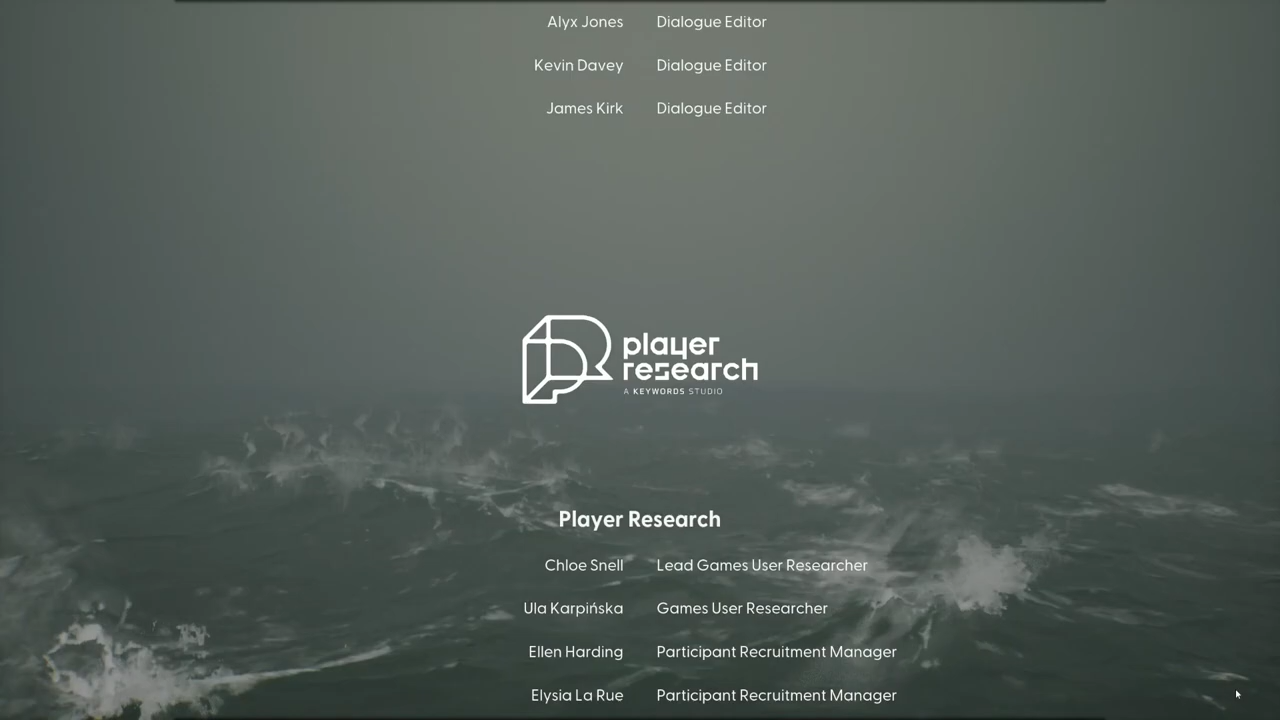 Alyx Jones Dialogue Editor
Kevin Davey Dialogue Editor
James Kirk Dialogue Editor
player
research
A KEYWORDS STUDIO
Player Research
Chloe Snell Lead Games User Researcher
Ula Karpińska Games User Researcher
Ellen Harding Participant Recruitment Manager
Elysia La Rue Participant Recruitment Manager